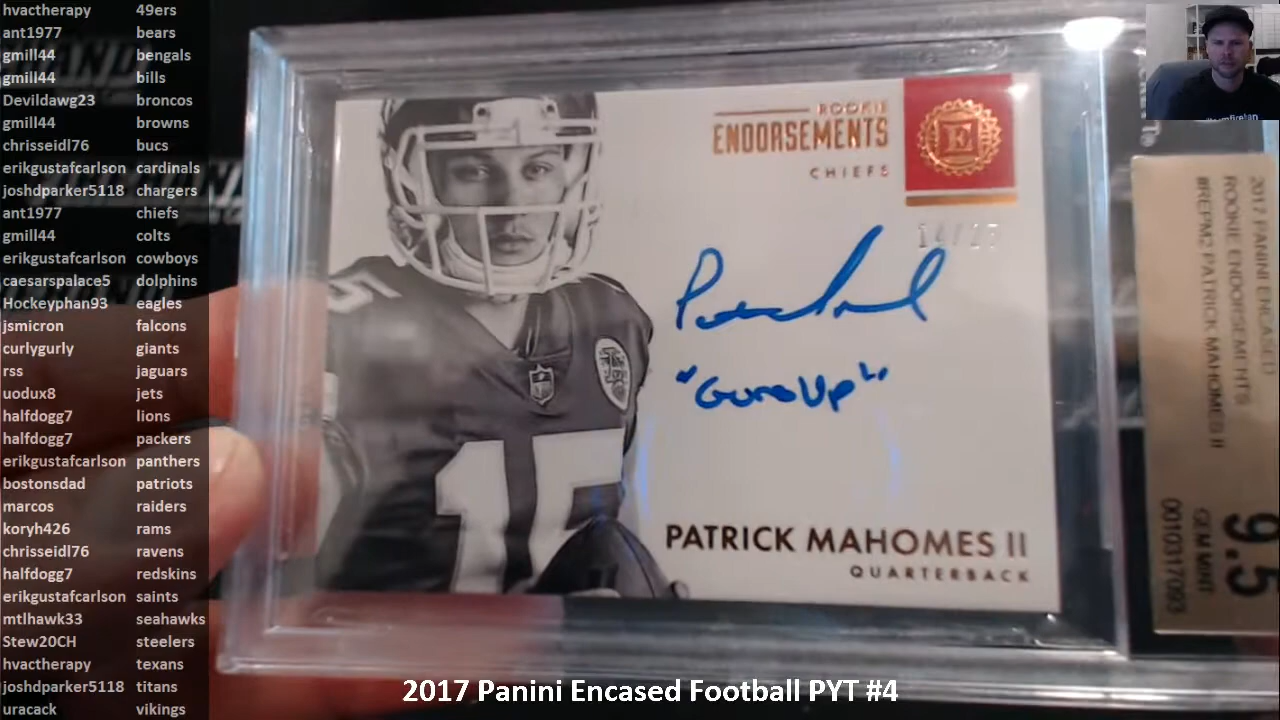 hvactherapy 49ers
ant1977 bears
gmill44 bengals
gmill44 bills
Devildawg23 broncos
gmill44 browns
chrisseidl76 bucs
erikgustafcarlson cardinals
joshdparker5118 chargers
ant1977 chiefs
gmill44 colts
erikgustafcarlson cowboys
caesarspalace5 dolphins
Hockeyphan93 eagles
jsmicron falcons
curlygurly giants
rss jaguars
uodux8 jets
halfdogg7 lions
halfdogg7 packers
erikgustafcarlson panthers
bostonsdad patriots
marcos raiders
koryh426 rams
chrisseidl76 ravens
halfdogg7 redskins
erikgustafcarlson saints
mtlhawk33 seahawks
Stew20CH steelers
hvactherapy texans
joshdparker5118 titans
uracack vikings
ROOKIE
ENDORSEMENTS
CHIEFS
E
"Guns Up"
15
PATRICK MAHOMES II
QUARTERBACK
2017 PANINI ENCASED
ROOKIE ENDORSEMENTS
#REPM2 PATRICK MAHOMES II
9.5
GEM MINT
0010317093
2017 Panini Encased Football PYT #4